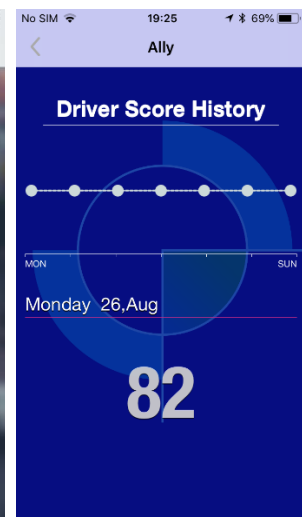 No SIM 19:25 69%
Ally
Driver Score History
MON SUN
Monday 26,Aug
82